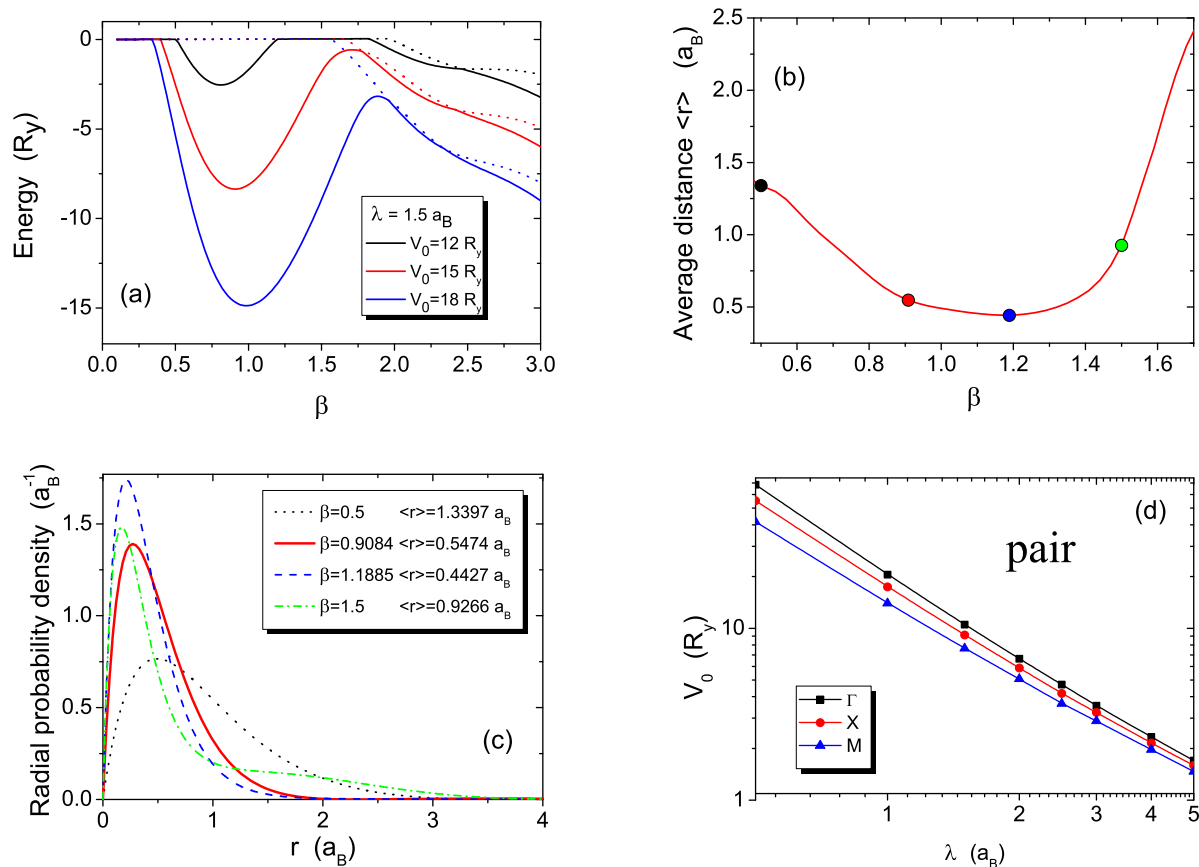 0
-5
-10
-15
0.0 0.5 1.0 1.5 2.0 2.5 3.0
Energy (Ry)
β
(a)
λ = 1.5 aB
V0=12 Ry
V0=15 Ry
V0=18 Ry
2.5
2.0
1.5
1.0
0.5
0.6 0.8 1.0 1.2 1.4 1.6
Average distance <r> (aB)
β
(b)
1.5
1.0
0.5
0.0
0 1 2 3 4
Radial probability density (aB-1)
r (aB)
β=0.5 <r>=1.3397 aB
β=0.9084 <r>=0.5474 aB
β=1.1885 <r>=0.4427 aB
β=1.5 <r>=0.9266 aB
(c)
10
1
1 2 3 4 5
V0 (Ry)
λ (aB)
(d)
pair
Γ
X
M